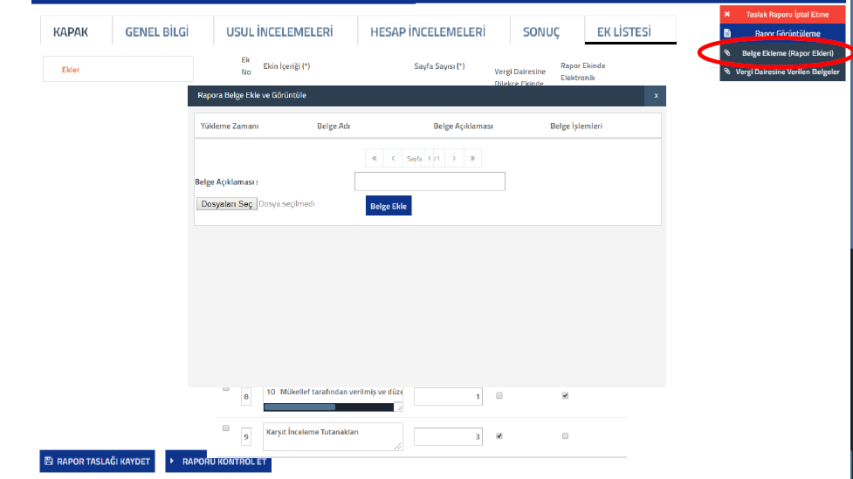 Taslak Raporu İptal Etme
KAPAK GENEL BİLGİ USUL İNCELEMELERİ HESAP İNCELEMELERİ SONUÇ EK LİSTESİ
Rapor Görüntüleme
Belge Ekleme (Rapor Ekleri)
Vergi Dairesine Verilen Belgeler
Ekler
Ek No
Ekin İçeriği (*)
Sayfa Sayısı (*)
Vergi Dairesine
Dilekçe Ekinde
Rapor Ekinde
Elektronik
Rapora Belge Ekle ve Görüntüle x
Yükleme Zamanı Belge Adı Belge Açıklaması Belge İşlemleri
« < Sayfa 1 /1 > »
Belge Açıklaması :
Dosyaları Seç Dosya seçilmedi Belge Ekle
8 10 Mükellef tarafından verilmiş ve düze 1
9 Karşıt İnceleme Tutanakları 3
RAPOR TASLAĞI KAYDET RAPORU KONTROL ET